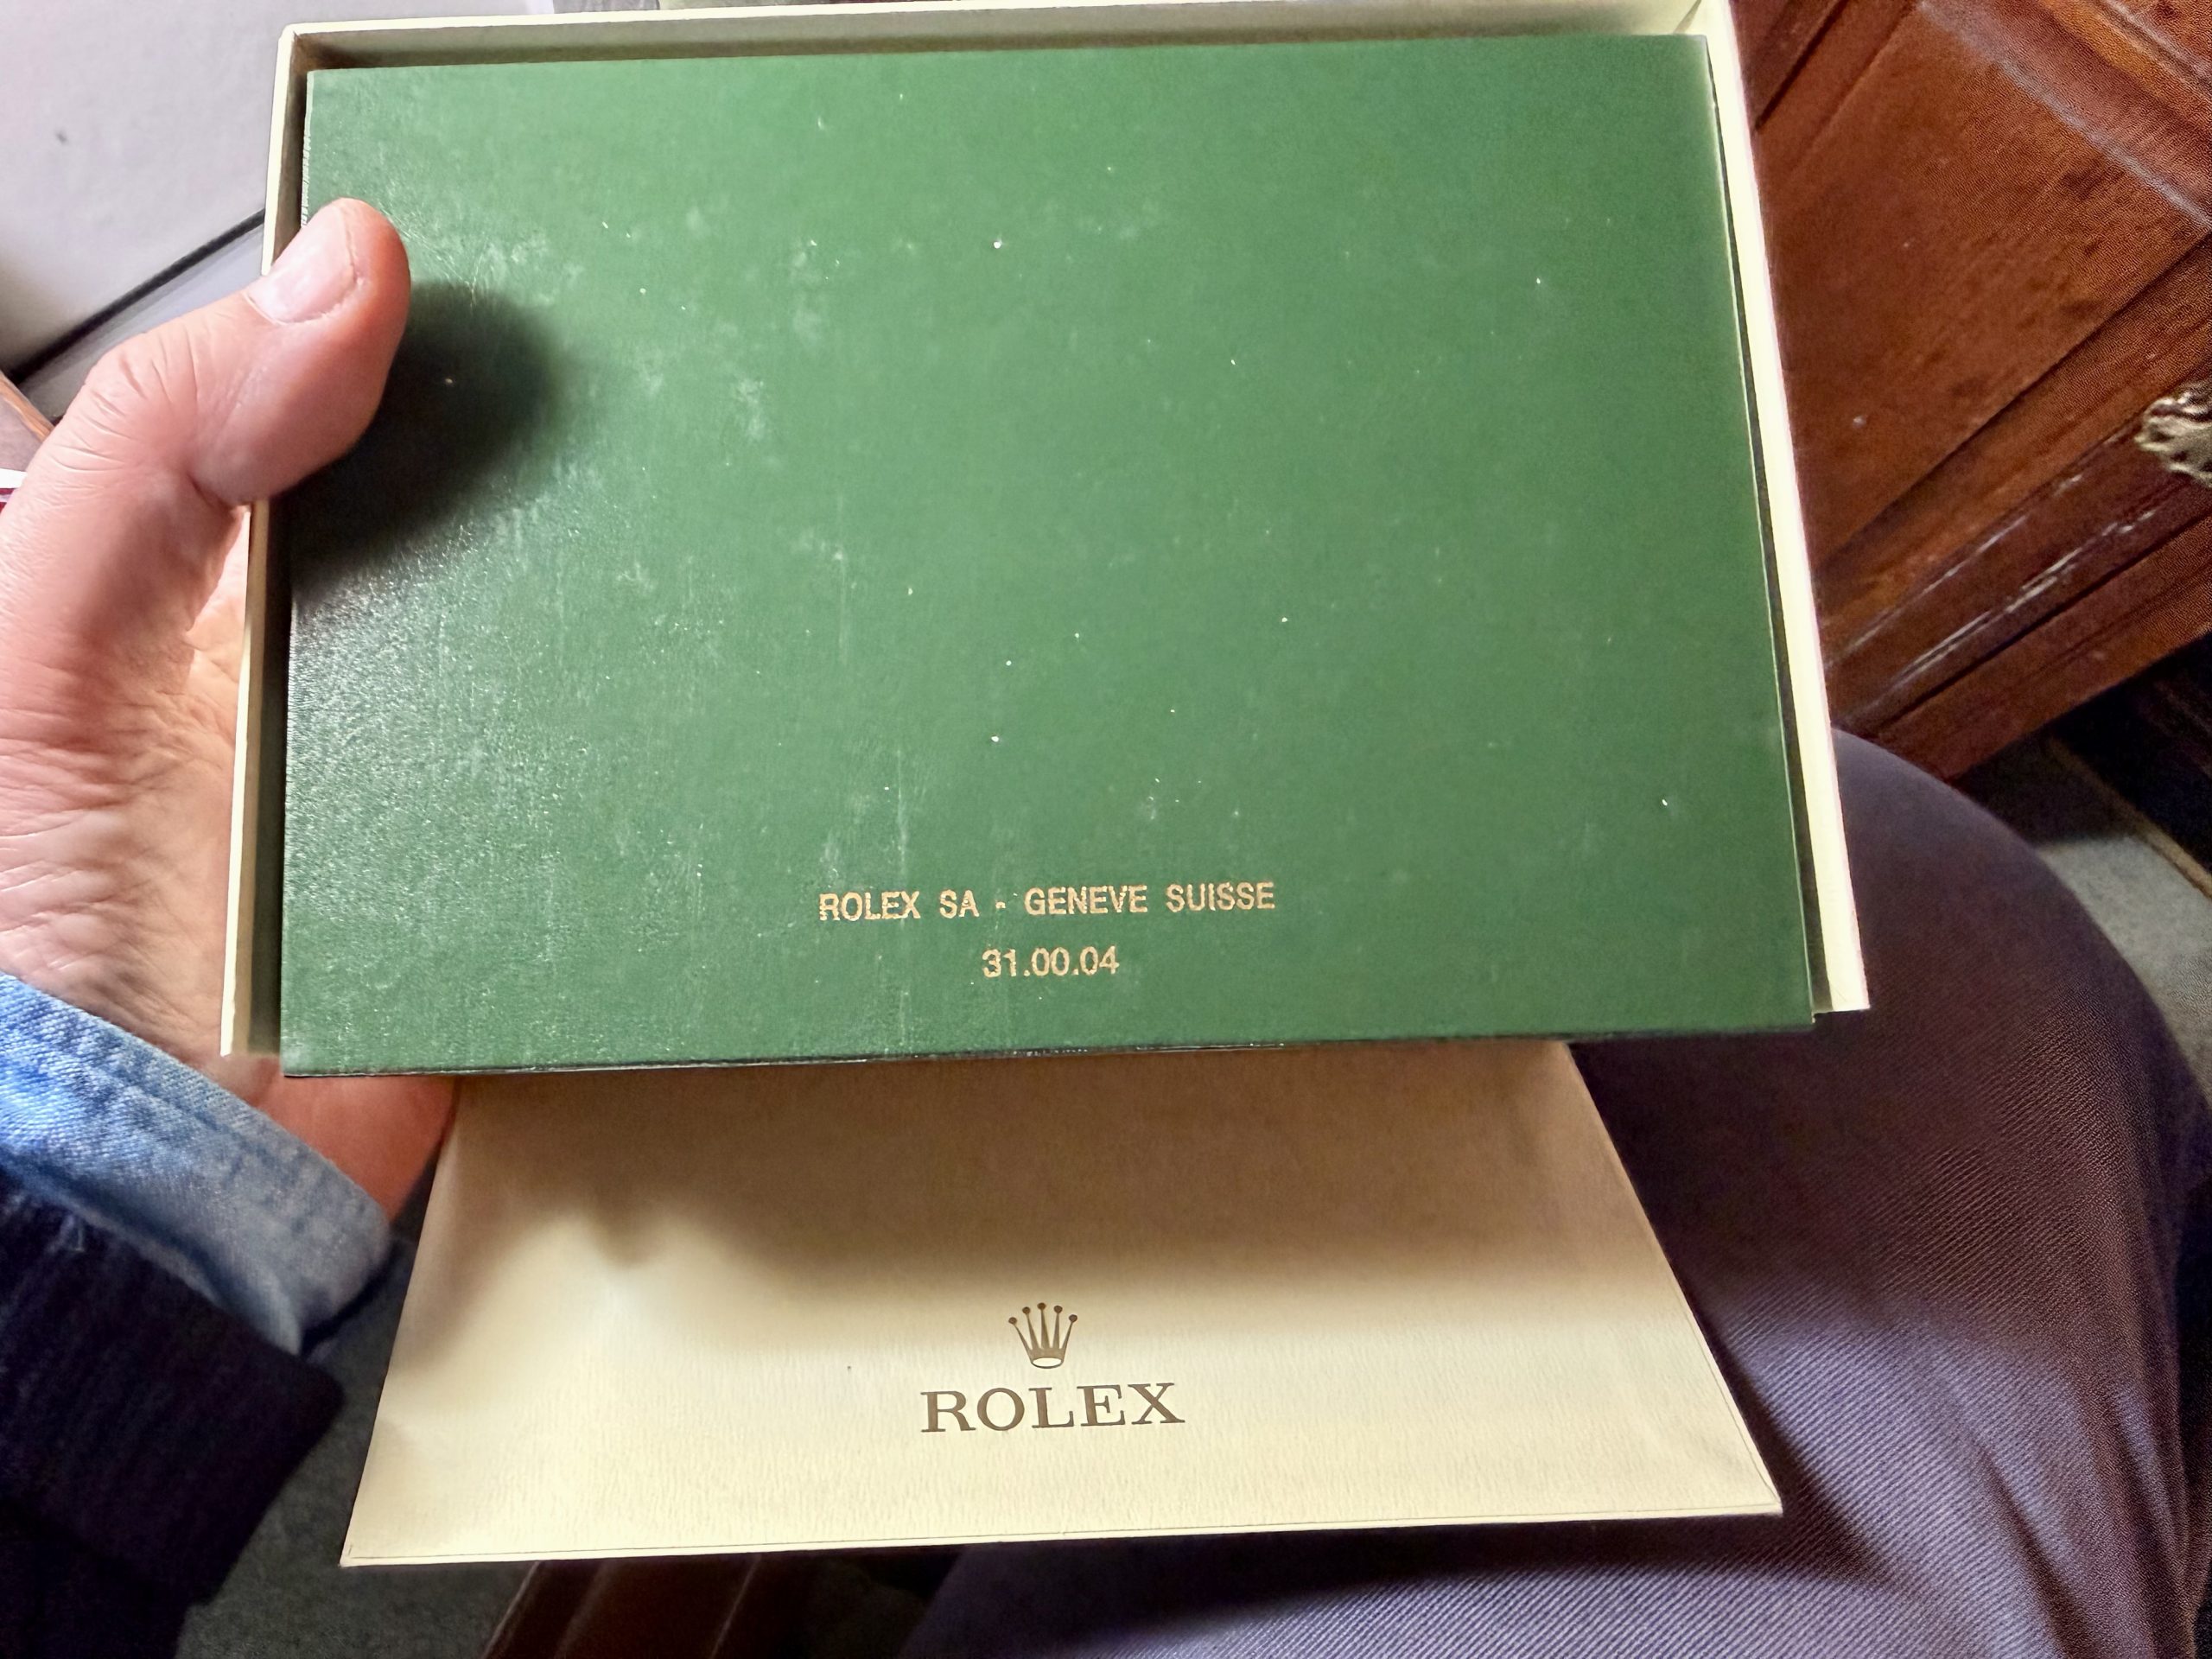 ROLEX SA - GENEVE SUISSE
31.00.04
ROLEX